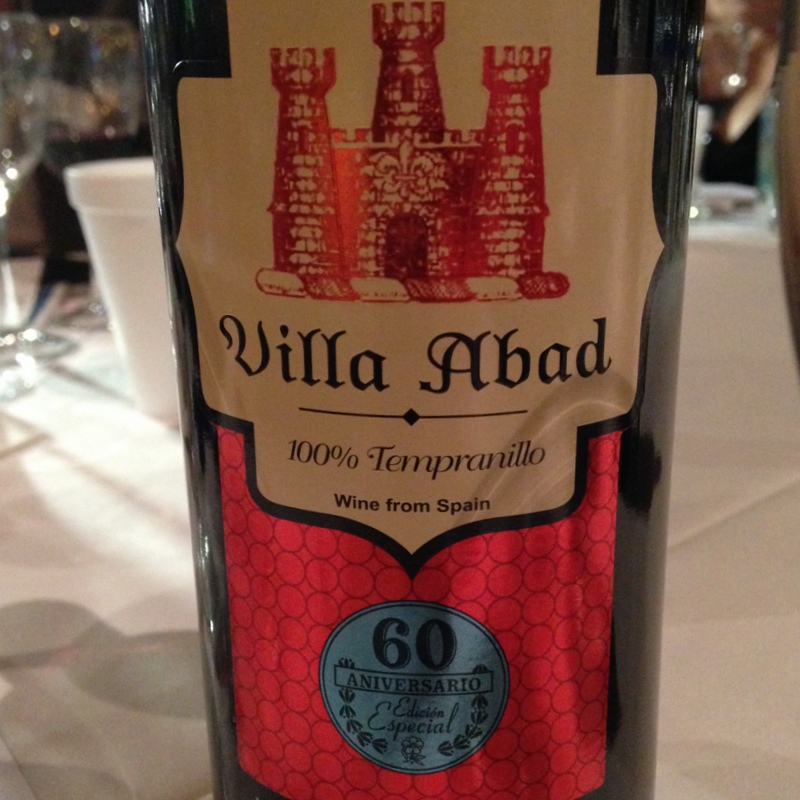 Villa Abad
100% Tempranillo
Wine from Spain
60
ANIVERSARIO
Edición
Especial